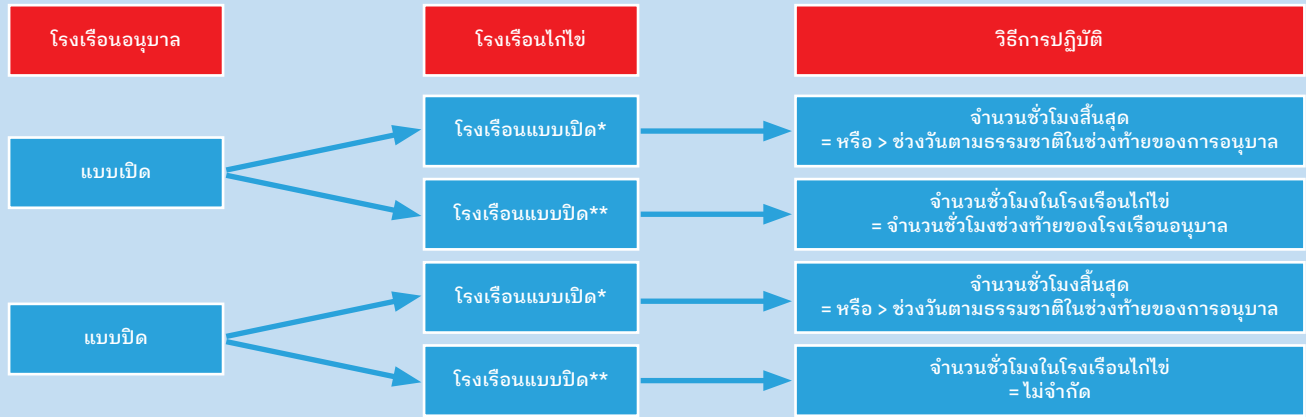 โรงเรือนอนุบาล
โรงเรือนไก่ไข่
วิธีการปฏิบัติ
แบบเปิด
โรงเรือนแบบเปิด*
จำนวนชั่วโมงสิ้นสุด
= หรือ > ช่วงวันตามธรรมชาติในช่วงท้ายของการอนุบาล
โรงเรือนแบบปิด**
จำนวนชั่วโมงในโรงเรือนไก่ไข่
= จำนวนชั่วโมงช่วงท้ายของโรงเรือนอนุบาล
แบบปิด
โรงเรือนแบบเปิด*
จำนวนชั่วโมงสิ้นสุด
= หรือ > ช่วงวันตามธรรมชาติในช่วงท้ายของการอนุบาล
โรงเรือนแบบปิด**
จำนวนชั่วโมงในโรงเรือนไก่ไข่
= ไม่จำกัด